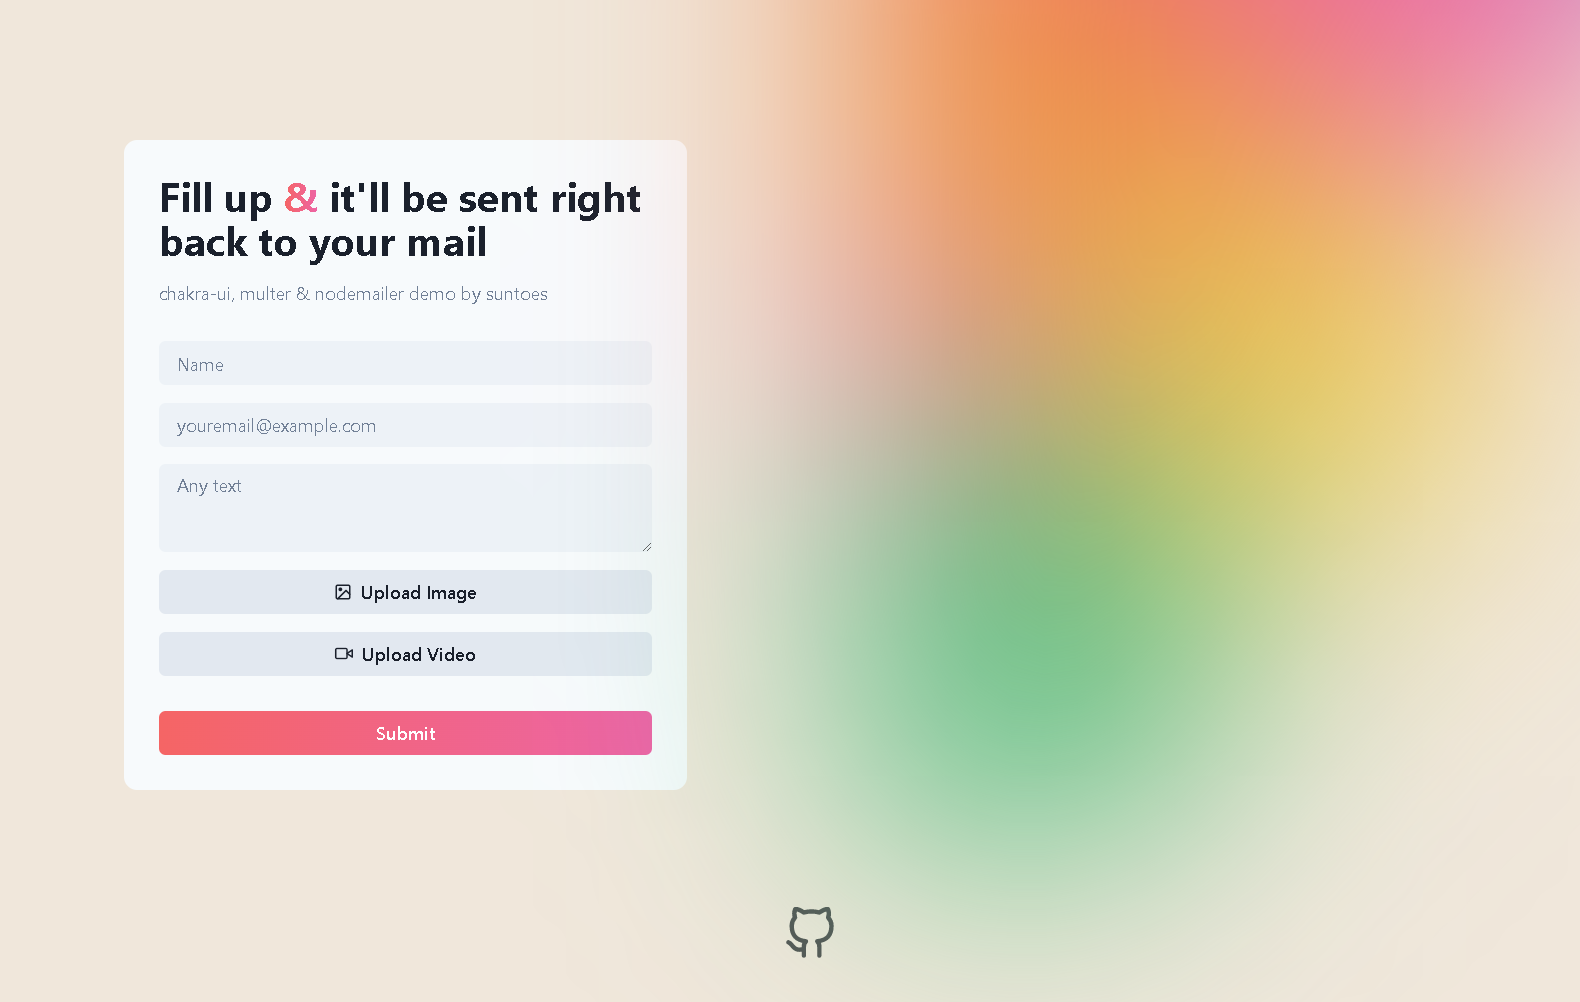 Fill up & it'll be sent right
back to your mail
chakra-ui, multer & nodemailer demo by suntoes
Name
youremail@example.com
Any text
Upload Image
Upload Video
Submit